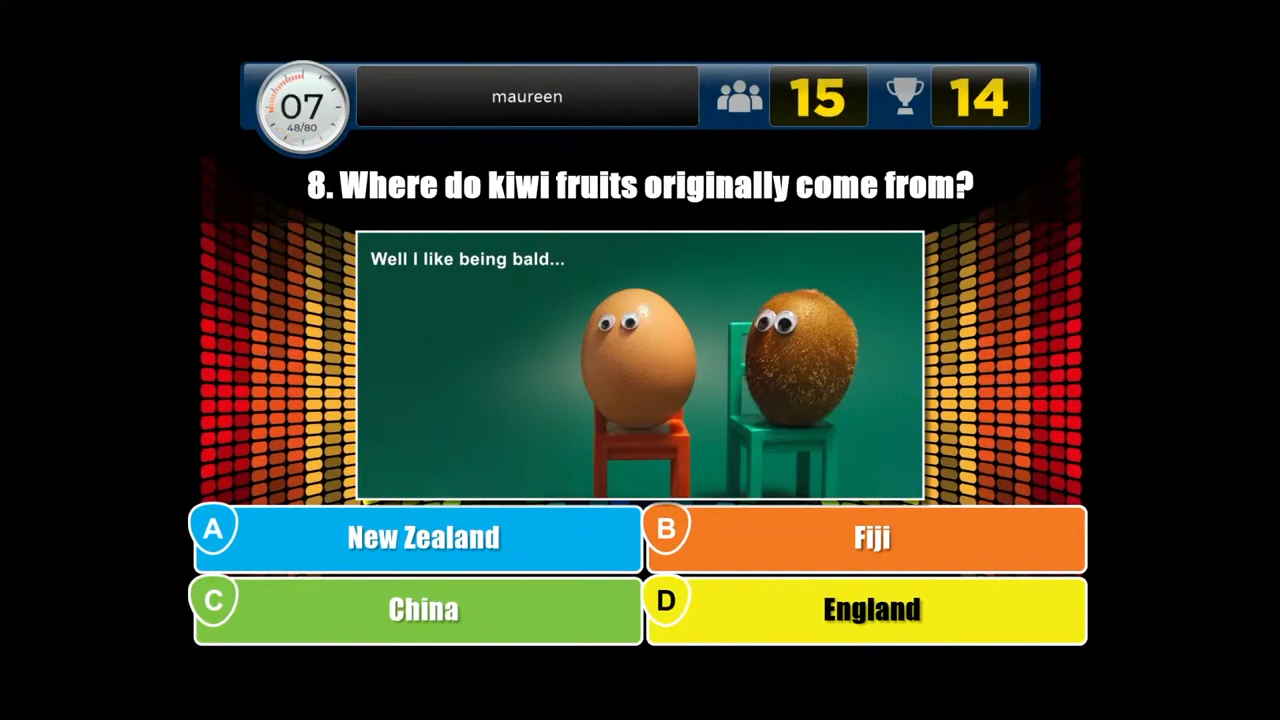 07
48/80
maureen
15
14
8. Where do kiwi fruits originally come from?
Well I like being bald...
A
New Zealand
B
Fiji
C
China
D
England